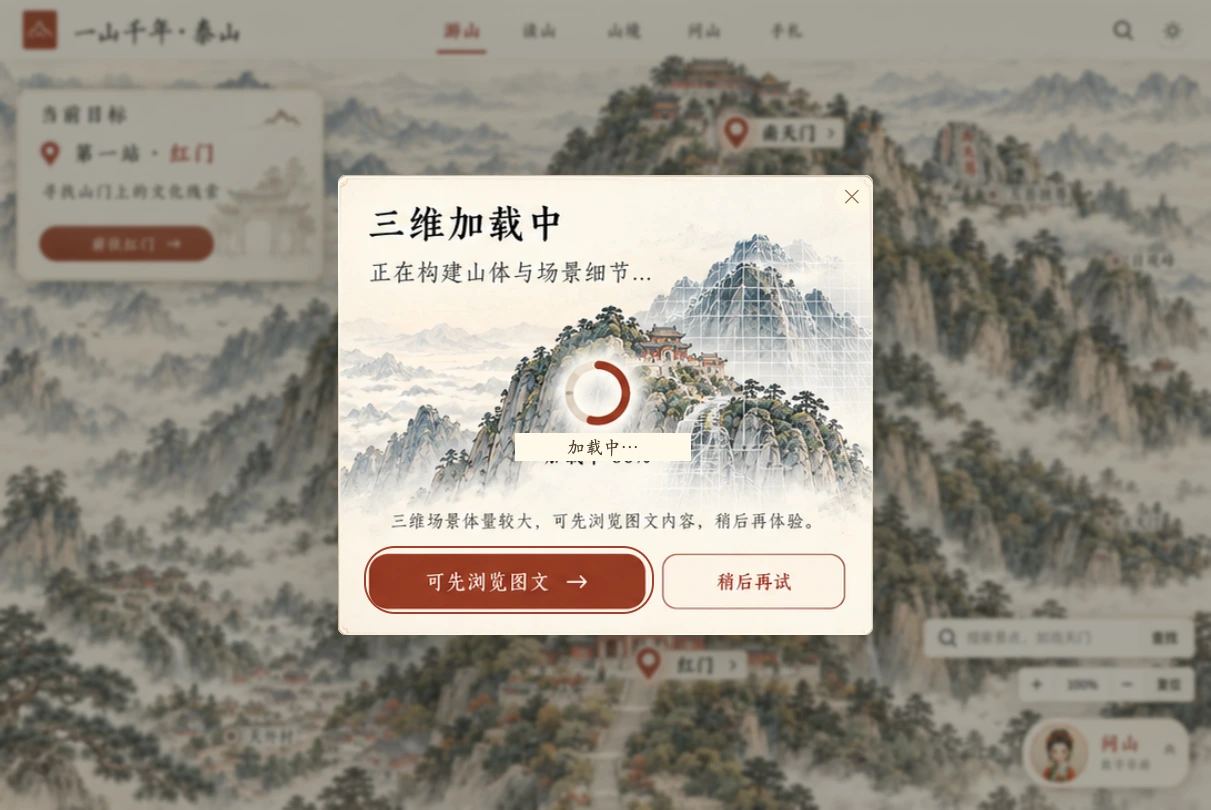 一山千年·泰山
游山 读山 山境 问山 手札
当前目标
第一站 · 红门
寻找山门上的文化线索
前往红门 →
南天门 ›
三维加载中
正在构建山体与场景细节...
加载中…
三维场景体量较大，可先浏览图文内容，稍后再体验。
可先浏览图文 →
稍后再试
查找
红门 ›
+ 100% − 复位
问山